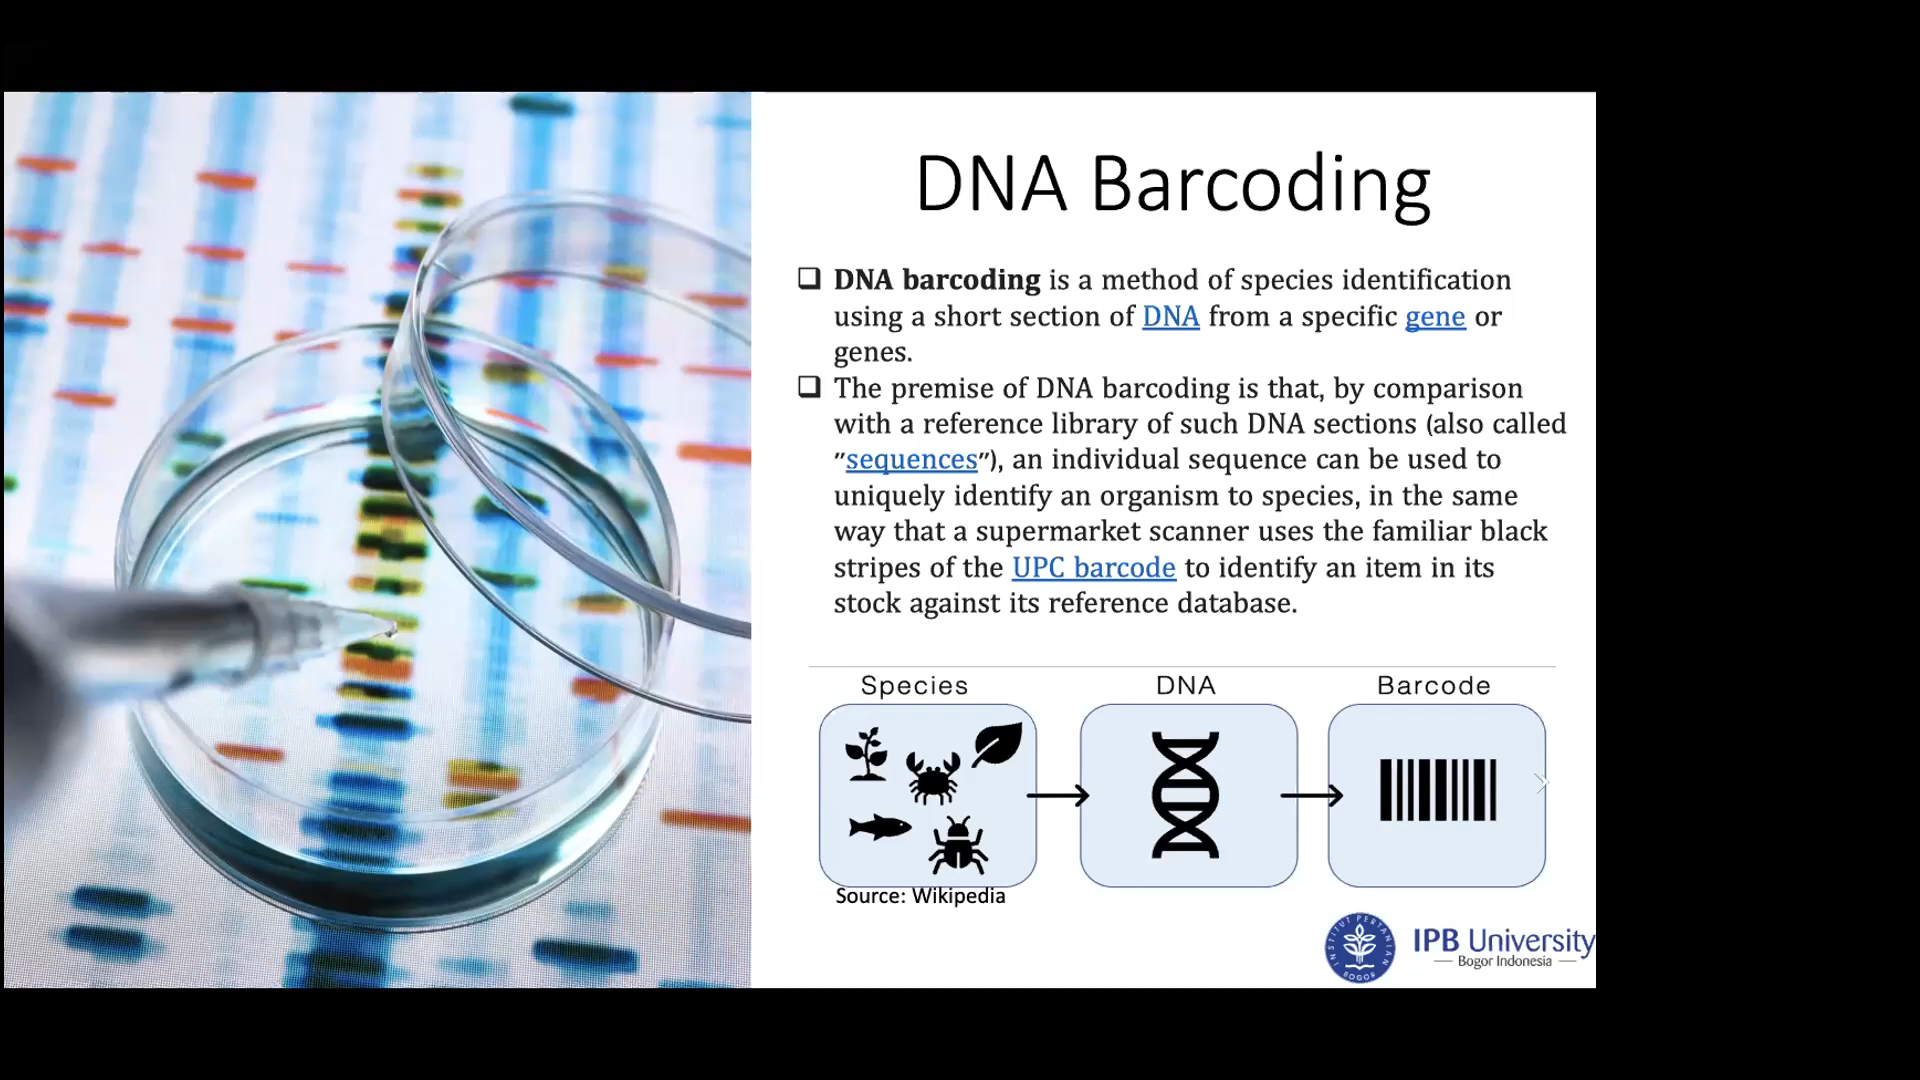 DNA Barcoding
❑ DNA barcoding is a method of species identification
using a short section of DNA from a specific gene or
genes.
❑ The premise of DNA barcoding is that, by comparison
with a reference library of such DNA sections (also called
"sequences"), an individual sequence can be used to
uniquely identify an organism to species, in the same
way that a supermarket scanner uses the familiar black
stripes of the UPC barcode to identify an item in its
stock against its reference database.
Species
DNA
Barcode
Source: Wikipedia
INSTITUT PERTANIAN
BOGOR
IPB University
Bogor Indonesia